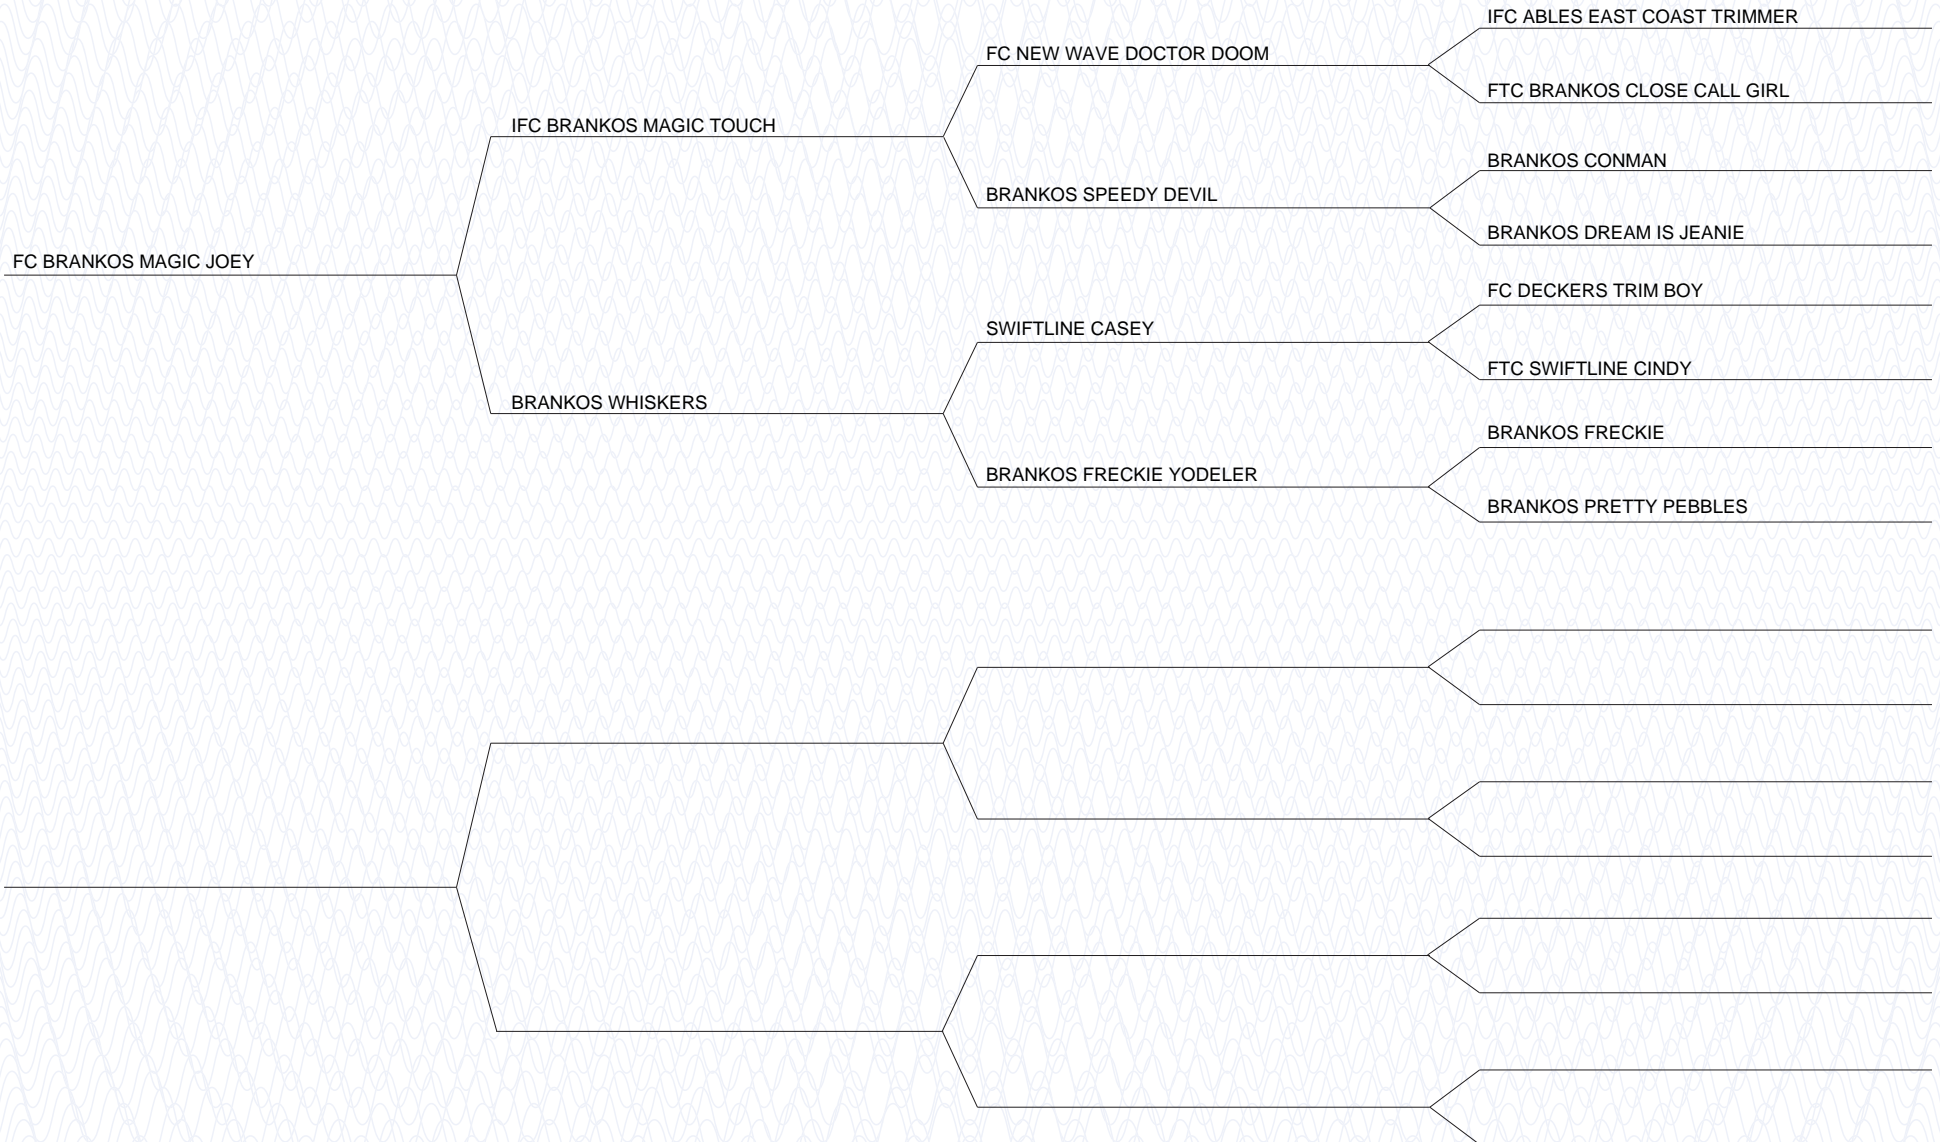 IFC ABLES EAST COAST TRIMMER
FC NEW WAVE DOCTOR DOOM
FTC BRANKOS CLOSE CALL GIRL
IFC BRANKOS MAGIC TOUCH
BRANKOS CONMAN
BRANKOS SPEEDY DEVIL
BRANKOS DREAM IS JEANIE
FC BRANKOS MAGIC JOEY
FC DECKERS TRIM BOY
SWIFTLINE CASEY
FTC SWIFTLINE CINDY
BRANKOS WHISKERS
BRANKOS FRECKIE
BRANKOS FRECKIE YODELER
BRANKOS PRETTY PEBBLES